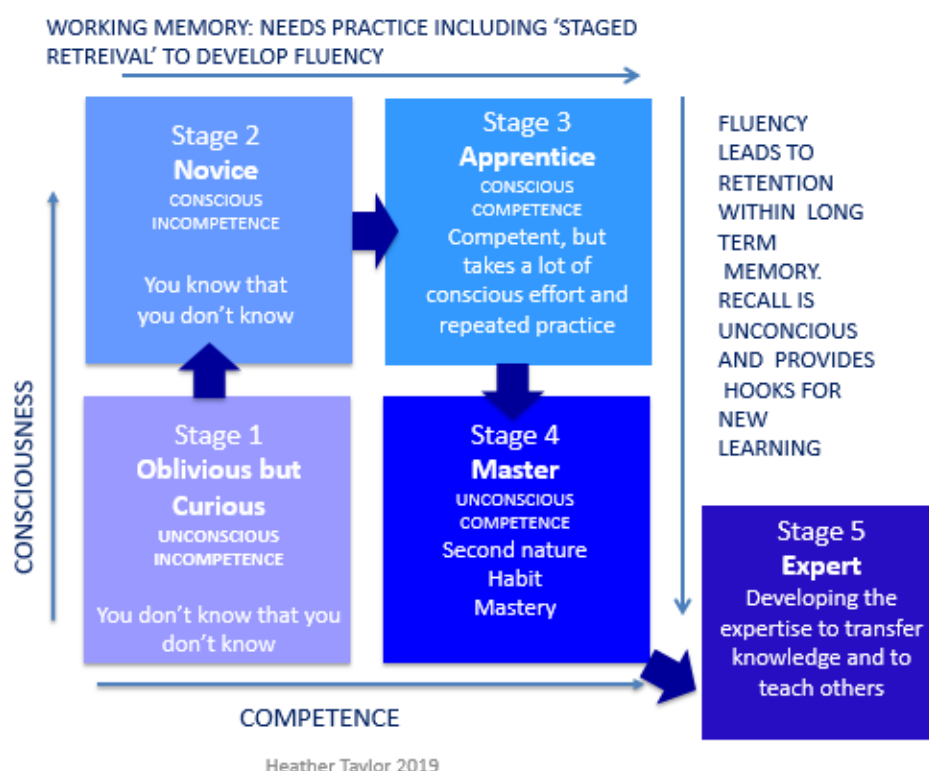 WORKING MEMORY: NEEDS PRACTICE INCLUDING ‘STAGED
RETREIVAL’ TO DEVELOP FLUENCY
Stage 2
Novice
CONSCIOUS
INCOMPETENCE
You know that
you don’t know
Stage 3
Apprentice
CONSCIOUS
COMPETENCE
Competent, but
takes a lot of
conscious effort and
repeated practice
FLUENCY
LEADS TO
RETENTION
WITHIN LONG
TERM
MEMORY.
RECALL IS
UNCONCIOUS
AND PROVIDES
HOOKS FOR
NEW
LEARNING
CONSCIOUSNESS
Stage 1
Oblivious but
Curious
UNCONSCIOUS
INCOMPETENCE
You don’t know that you
don’t know
Stage 4
Master
UNCONSCIOUS
COMPETENCE
Second nature
Habit
Mastery
Stage 5
Expert
Developing the
expertise to transfer
knowledge and to
teach others
COMPETENCE
Heather Taylor 2019